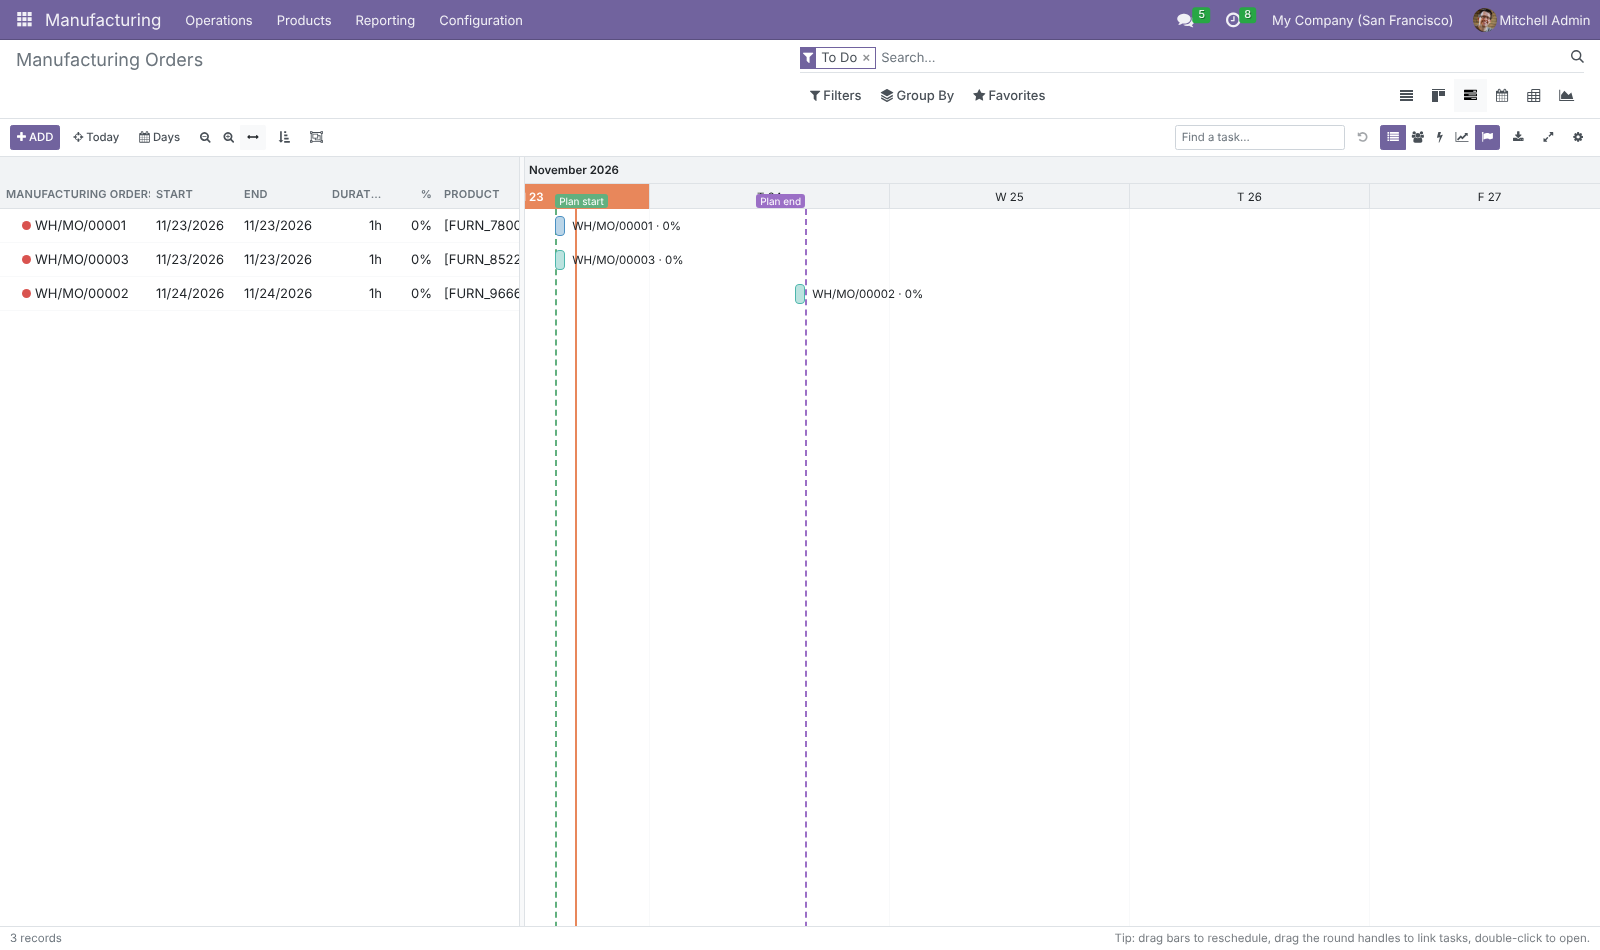 Manufacturing Operations Products Reporting Configuration 5 8 My Company (San Francisco) Mitchell Admin
Manufacturing Orders
To Do × Search...
Filters Group By Favorites
ADD Today Days Find a task...
November 2026
MANUFACTURING ORDER: START END DURAT... % PRODUCT
23 Plan start Plan end W 25 T 26 F 27
WH/MO/00001 11/23/2026 11/23/2026 1h 0% [FURN_7800 WH/MO/00001 · 0%
WH/MO/00003 11/23/2026 11/23/2026 1h 0% [FURN_8522 WH/MO/00003 · 0%
WH/MO/00002 11/24/2026 11/24/2026 1h 0% [FURN_9666 WH/MO/00002 · 0%
3 records Tip: drag bars to reschedule, drag the round handles to link tasks, double-click to open.